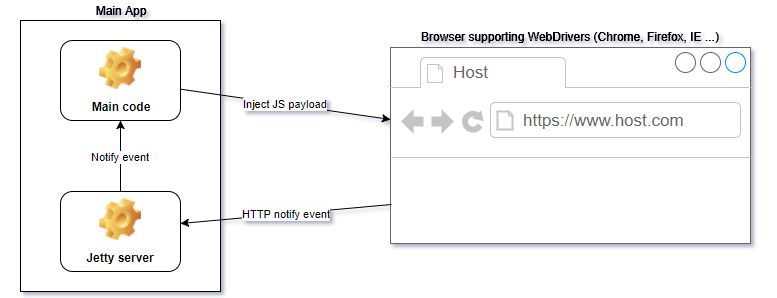 Main App
Browser supporting WebDrivers (Chrome, Firefox, IE ...)
Host
Main code
Inject JS payload
https://www.host.com
Notify event
HTTP notify event
Jetty server